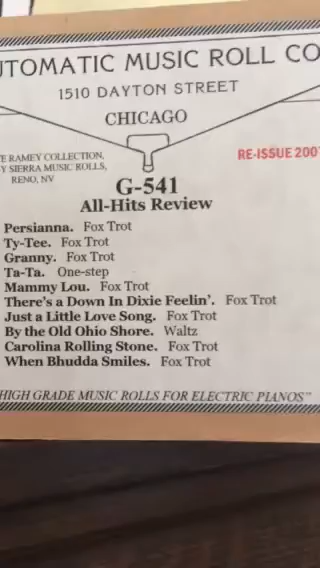 UTOMATIC MUSIC ROLL CO
1510 DAYTON STREET
CHICAGO
E RAMEY COLLECTION,
Y SIERRA MUSIC ROLLS,
RENO, NV
RE-ISSUE 200
G-541
All-Hits Review
Persianna. Fox Trot
Ty-Tee. Fox Trot
Granny. Fox Trot
Ta-Ta. One-step
Mammy Lou. Fox Trot
There's a Down In Dixie Feelin'. Fox Trot
Just a Little Love Song. Fox Trot
By the Old Ohio Shore. Waltz
Carolina Rolling Stone. Fox Trot
When Bhudda Smiles. Fox Trot
HIGH GRADE MUSIC ROLLS FOR ELECTRIC PIANOS"